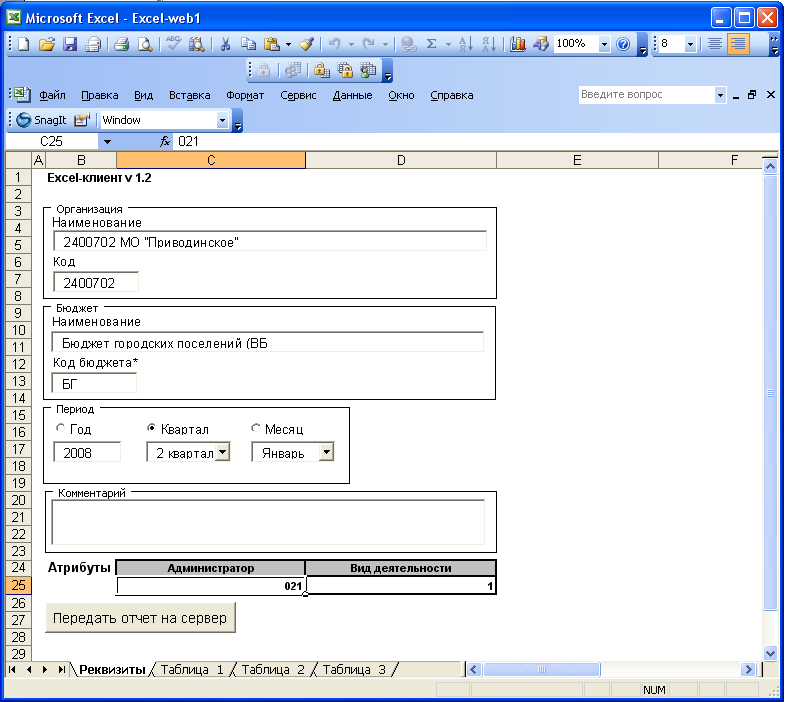 Microsoft Excel - Excel-web1
100%
8
Файл Правка Вид Вставка Формат Сервис Данные Окно Справка Введите вопрос
SnagIt Window
C25 fx 021
A B C D E F
1 Excel-клиент v 1.2
2
3 Организация
4 Наименование
5 2400702 МО "Приводинское"
6 Код
7 2400702
8
9 Бюджет
10 Наименование
11 Бюджет городских поселений (ВБ
12 Код бюджета*
13 БГ
14
15 Период
16 Год Квартал Месяц
17 2008 2 квартал Январь
18
19
20 Комментарий
21
22
23
24 Атрибуты Администратор Вид деятельности
25 021 1
26
27 Передать отчет на сервер
28
29
Реквизиты Таблица 1 Таблица 2 Таблица 3
NUM